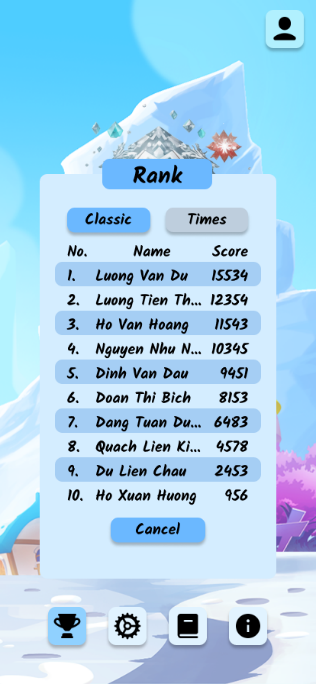 Rank
Classic Times
No. Name Score
1. Luong Van Du 15534
2. Luong Tien Th... 12354
3. Ho Van Hoang 11543
4. Nguyen Nhu N... 10345
5. Dinh Van Dau 9451
6. Doan Thi Bich 8153
7. Dang Tuan Du... 6483
8. Quach Lien Ki... 4578
9. Du Lien Chau 2453
10. Ho Xuan Huong 956
Cancel